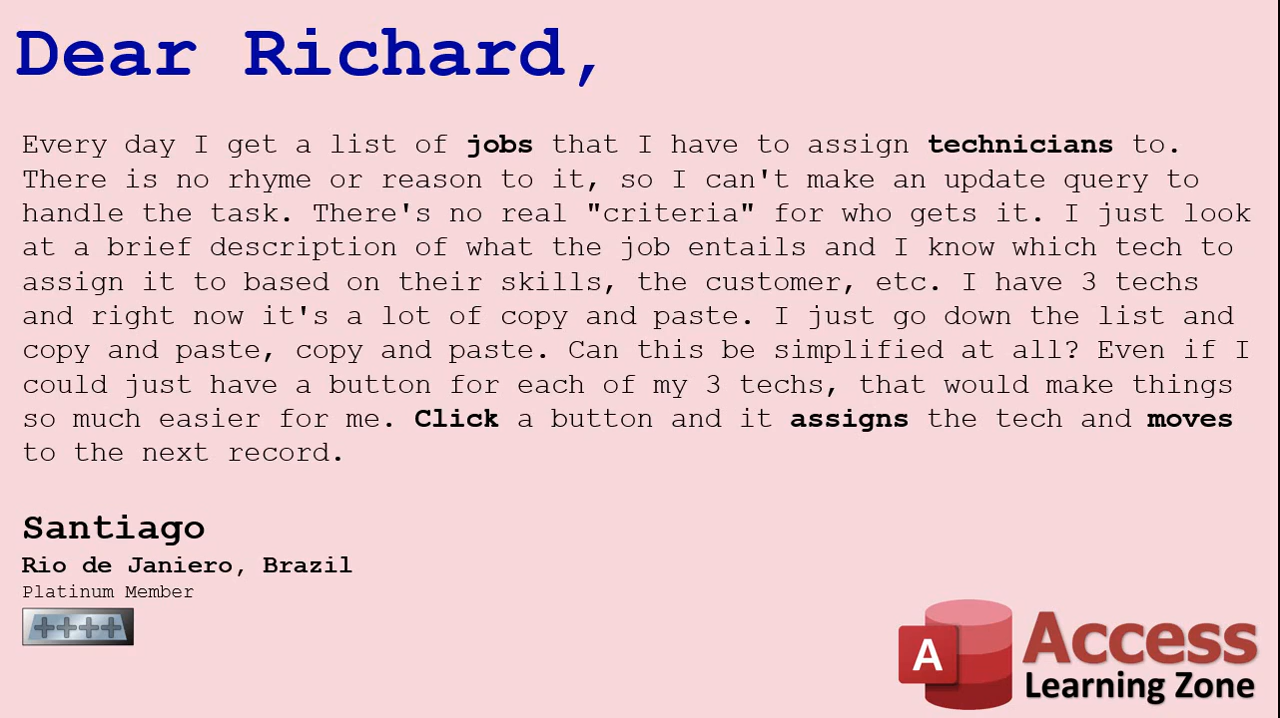 Dear Richard,
Every day I get a list of jobs that I have to assign technicians to.
There is no rhyme or reason to it, so I can't make an update query to
handle the task. There's no real "criteria" for who gets it. I just look
at a brief description of what the job entails and I know which tech to
assign it to based on their skills, the customer, etc. I have 3 techs
and right now it's a lot of copy and paste. I just go down the list and
copy and paste, copy and paste. Can this be simplified at all? Even if I
could just have a button for each of my 3 techs, that would make things
so much easier for me. Click a button and it assigns the tech and moves
to the next record.
Santiago
Rio de Janiero, Brazil
Platinum Member
++++
A
Access
Learning Zone